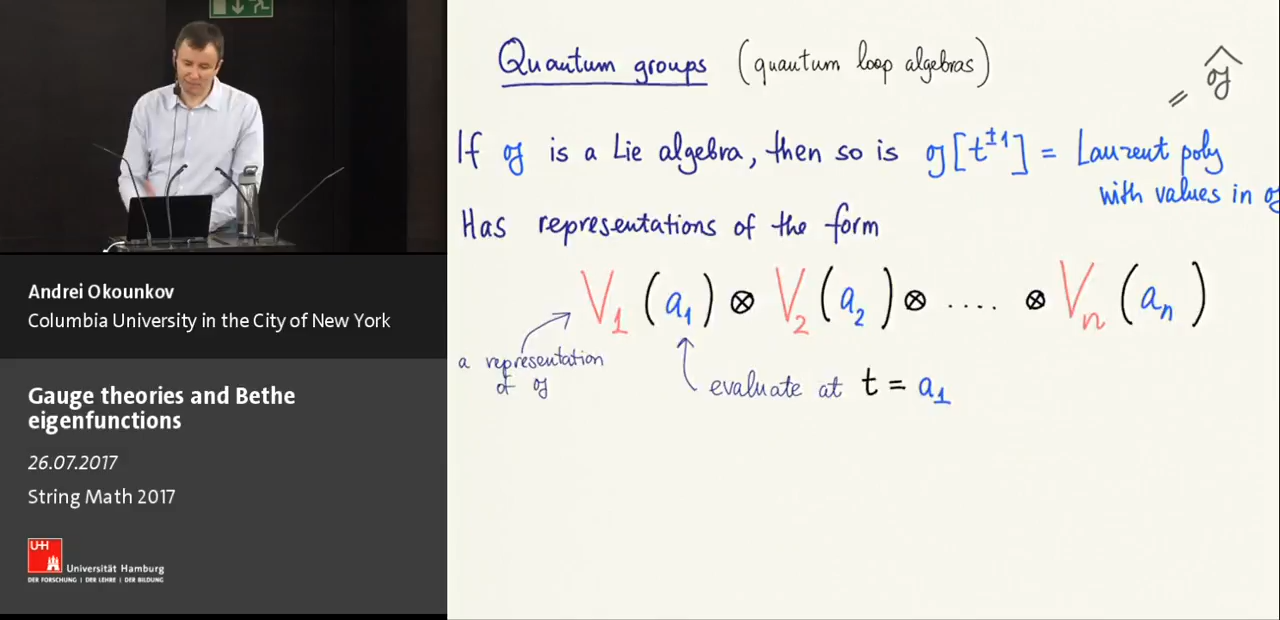 Andrei Okounkov
Columbia University in the City of New York
Gauge theories and Bethe
eigenfunctions
26.07.2017
String Math 2017
UH
Universität Hamburg
DER FORSCHUNG | DER LEHRE | DER BILDUNG
Quantum groups (quantum loop algebras)
= ĝ
If g is a Lie algebra, then so is g[t^±1] = Laurent poly
with values in g
Has representations of the form
V₁(a₁) ⊗ V₂(a₂) ⊗ .... ⊗ Vₙ(aₙ)
a representation
of g
evaluate at t = a₁